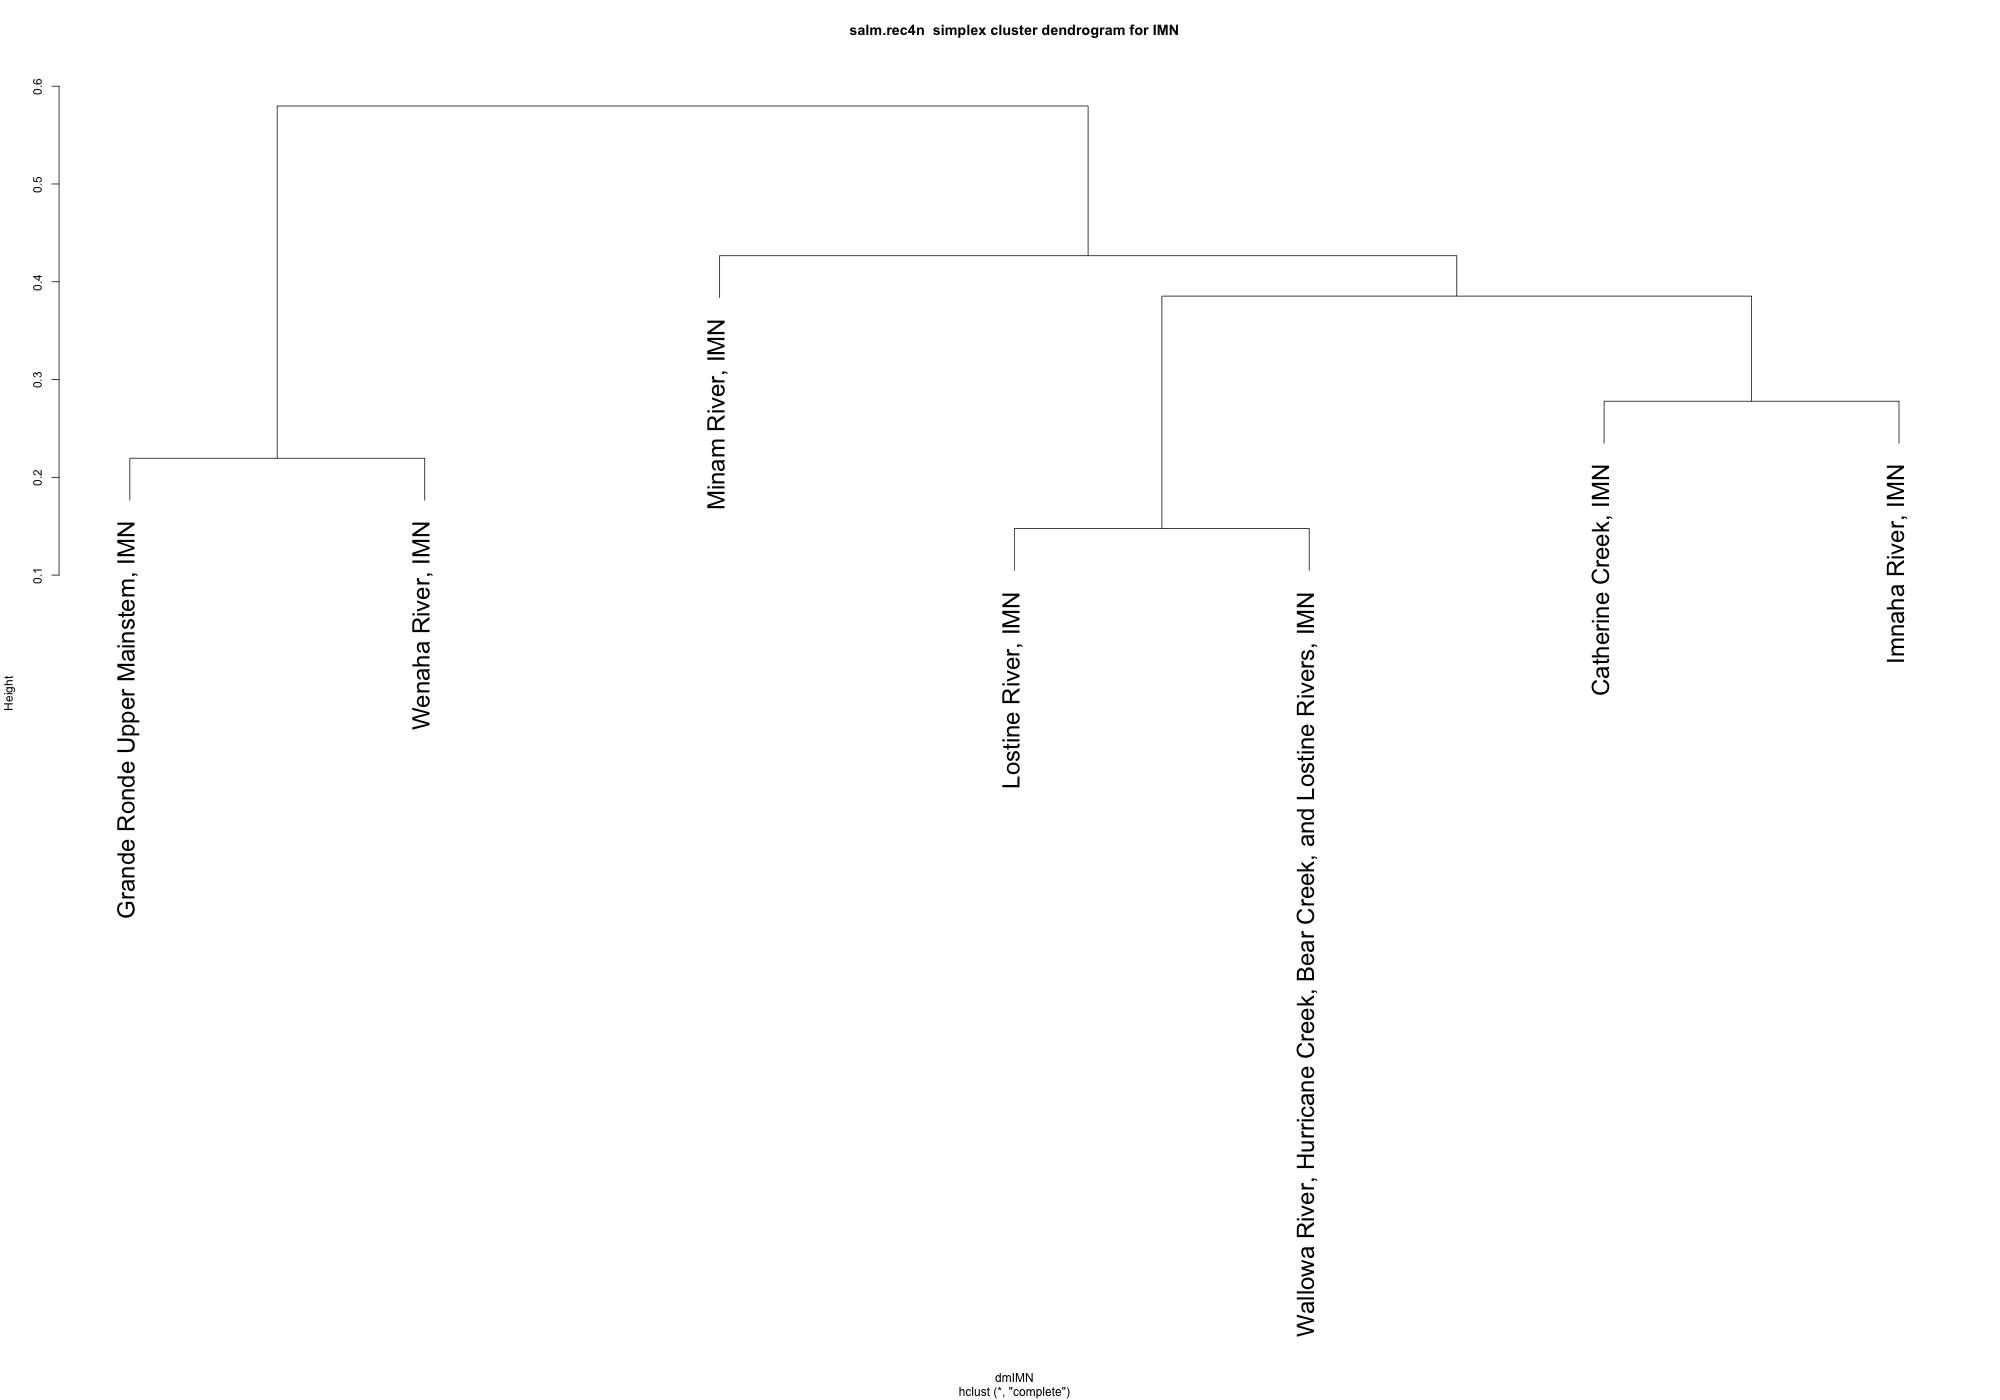 salm.rec4n  simplex cluster dendrogram for IMN
0.6
0.5
0.4
0.3
0.2
0.1
Height
Grande Ronde Upper Mainstem, IMN
Wenaha River, IMN
Minam River, IMN
Lostine River, IMN
Wallowa River, Hurricane Creek, Bear Creek, and Lostine Rivers, IMN
Catherine Creek, IMN
Imnaha River, IMN
dmIMN
hclust (*, "complete")